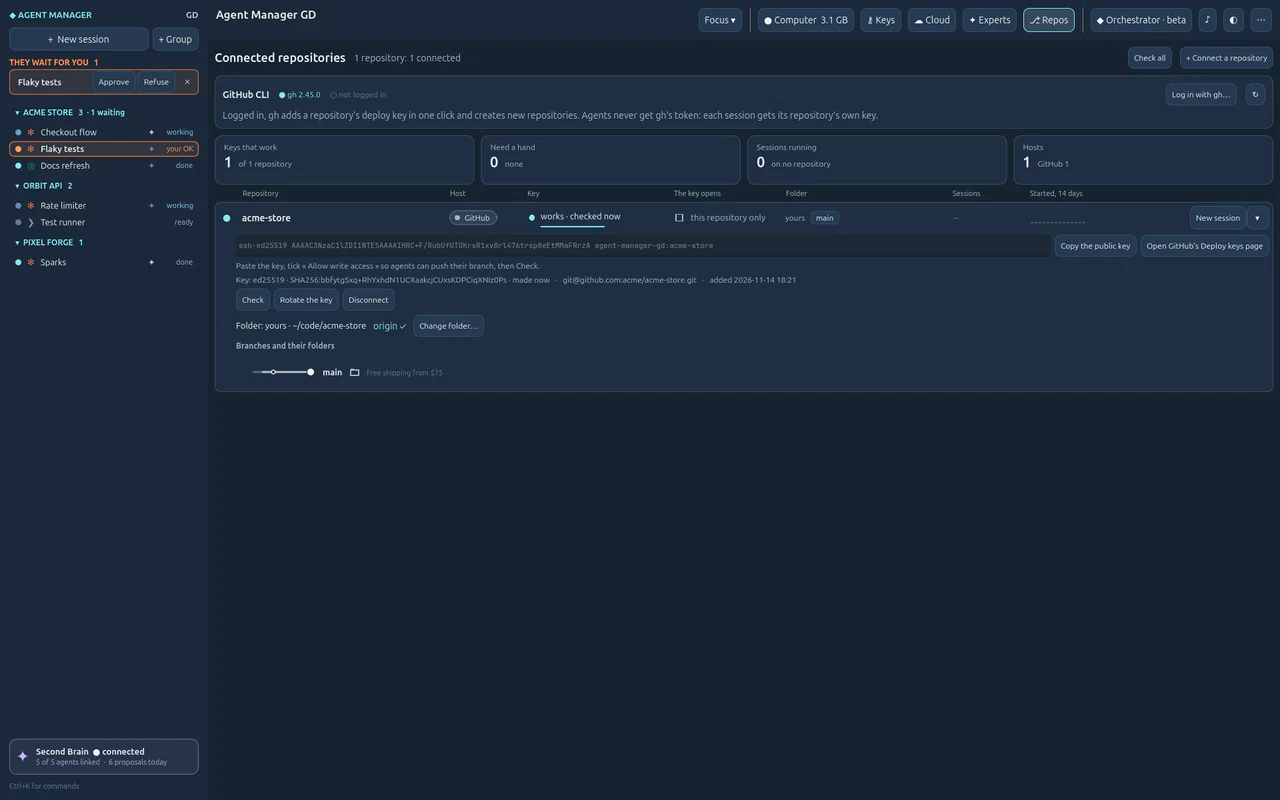 ◆ AGENT MANAGER GD
+ New session + Group
THEY WAIT FOR YOU 1
Flaky tests Approve Refuse ×
▾ ACME STORE 3 · 1 waiting
Checkout flow working
Flaky tests your OK
Docs refresh done
▾ ORBIT API 2
Rate limiter working
Test runner ready
▾ PIXEL FORGE 1
Sparks done
Second Brain connected
5 of 5 agents linked · 6 proposals today
Ctrl+K for commands
Agent Manager GD
Focus ▾ Computer 3.1 GB Keys Cloud Experts Repos Orchestrator · beta
Connected repositories 1 repository: 1 connected Check all + Connect a repository
GitHub CLI gh 2.45.0 not logged in Log in with gh…
Logged in, gh adds a repository's deploy key in one click and creates new repositories. Agents never get gh's token: each session gets its repository's own key.
Keys that work
1 of 1 repository
Need a hand
0 none
Sessions running
0 on no repository
Hosts
1 GitHub 1
Repository Host Key The key opens Folder Sessions Started, 14 days
acme-store GitHub works · checked now this repository only yours main – New session ▾
Copy the public key Open GitHub's Deploy keys page
Paste the key, tick « Allow write access » so agents can push their branch, then Check.
git@github.com:acme/acme-store.git · added 2026-11-14 18:21
Check Rotate the key Disconnect
Folder: yours · ~/code/acme-store origin ✓ Change folder…
Branches and their folders
main Free shipping from $75